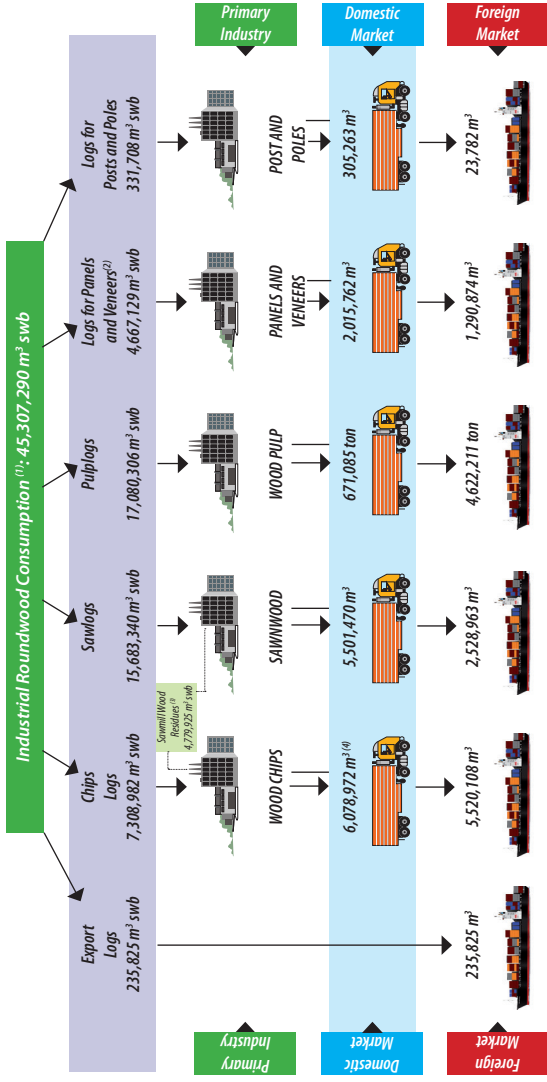 Industrial Roundwood Consumption (1): 45,307,290 m³ swb
Export
Logs
235,825 m³ swb
Chips
Logs
7,308,982 m³ swb
Sawlogs
15,683,340 m³ swb
Pulplogs
17,080,306 m³ swb
Logs for Panels
and Veneers(2)
4,667,129 m³ swb
Logs for
Posts and Poles
331,708 m³ swb
Primary
Industry
Sawmill Wood
Residues (3)
4,779,925 m³ swb
Primary
Industry
WOOD CHIPS
SAWNWOOD
WOOD PULP
PANELS AND
VENEERS
POST AND
POLES
Domestic
Market
6,078,972 m³ (4)
5,501,470 m³
671,085 ton
2,015,762 m³
305,263 m³
Domestic
Market
Foreign
Market
235,825 m³
5,520,108 m³
2,528,963 m³
4,622,211 ton
1,290,874 m³
23,782 m³
Foreign
Market